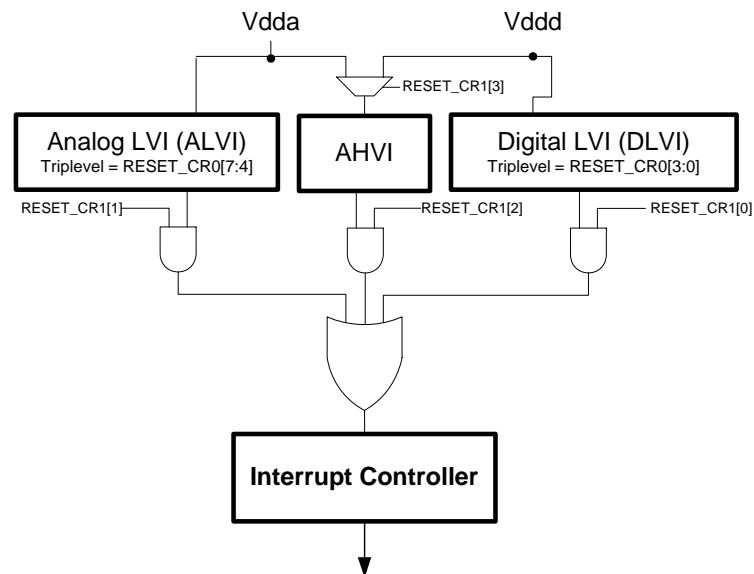 Vdda
Vddd
RESET_CR1[3]
Analog LVI (ALVI)
Triplevel = RESET_CR0[7:4]
AHVI
Digital LVI (DLVI)
Triplevel = RESET_CR0[3:0]
RESET_CR1[1]
RESET_CR1[2]
RESET_CR1[0]
Interrupt Controller